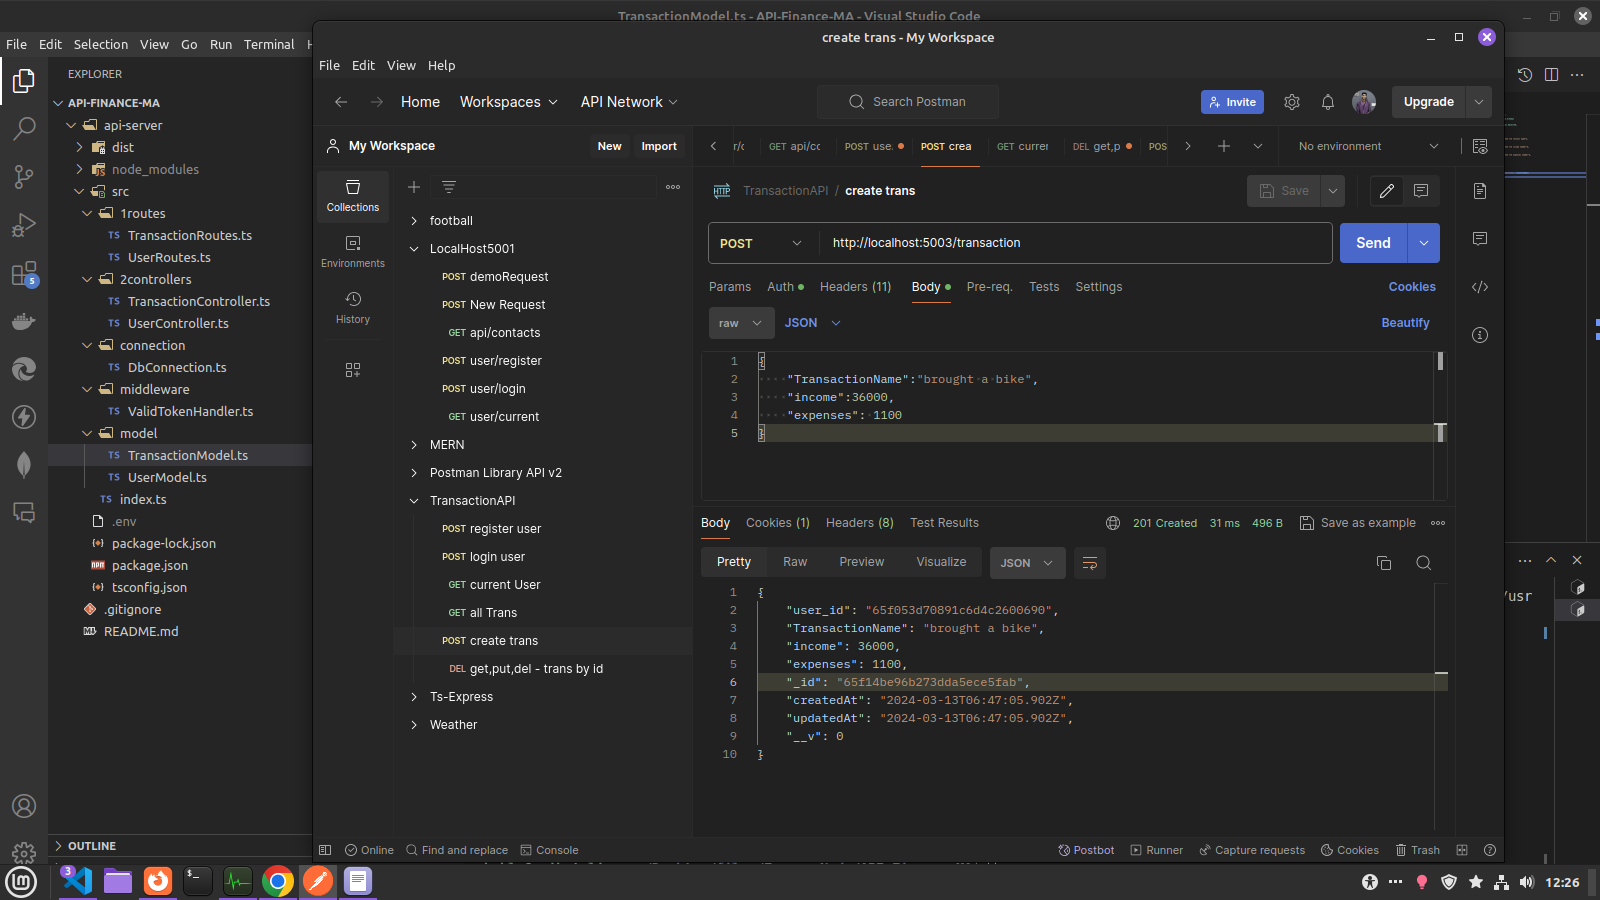 TransactionModel.ts - API-Finance-MA - Visual Studio Code
File Edit Selection View Go Run Terminal
EXPLORER
API-FINANCE-MA
api-server
dist
node_modules
src
1routes
TS TransactionRoutes.ts
TS UserRoutes.ts
2controllers
TS TransactionController.ts
TS UserController.ts
connection
TS DbConnection.ts
middleware
TS ValidTokenHandler.ts
model
TS TransactionModel.ts
TS UserModel.ts
TS index.ts
.env
package-lock.json
package.json
tsconfig.json
.gitignore
README.md
OUTLINE
5
create trans - My Workspace
File Edit View Help
Home Workspaces API Network
Search Postman
Invite
Upgrade
My Workspace
New Import
GET api/cc
POST use.
POST crea
GET currer
DEL get,p
POS
No environment
Collections
Environments
History
football
LocalHost5001
POST demoRequest
POST New Request
GET api/contacts
POST user/register
POST user/login
GET user/current
MERN
Postman Library API v2
TransactionAPI
POST register user
POST login user
GET current User
GET all Trans
POST create trans
DEL get,put,del - trans by id
Ts-Express
Weather
HTTP TransactionAPI / create trans
Save
POST http://localhost:5003/transaction
Send
Params Auth Headers (11) Body Pre-req. Tests Settings
Cookies
raw JSON
Beautify
1 {
2 "TransactionName":"brought a bike",
3 "income":36000,
4 "expenses": 1100
5 }
Body Cookies (1) Headers (8) Test Results
201 Created 31 ms 496 B Save as example
Pretty Raw Preview Visualize JSON
1 {
2 "user_id": "65f053d70891c6d4c2600690",
3 "TransactionName": "brought a bike",
4 "income": 36000,
5 "expenses": 1100,
6 "_id": "65f14be96b273dda5ece5fab",
7 "createdAt": "2024-03-13T06:47:05.902Z",
8 "updatedAt": "2024-03-13T06:47:05.902Z",
9 "__v": 0
10 }
/usr
Online Find and replace Console
Postbot Runner Capture requests Cookies Trash
3
12:26